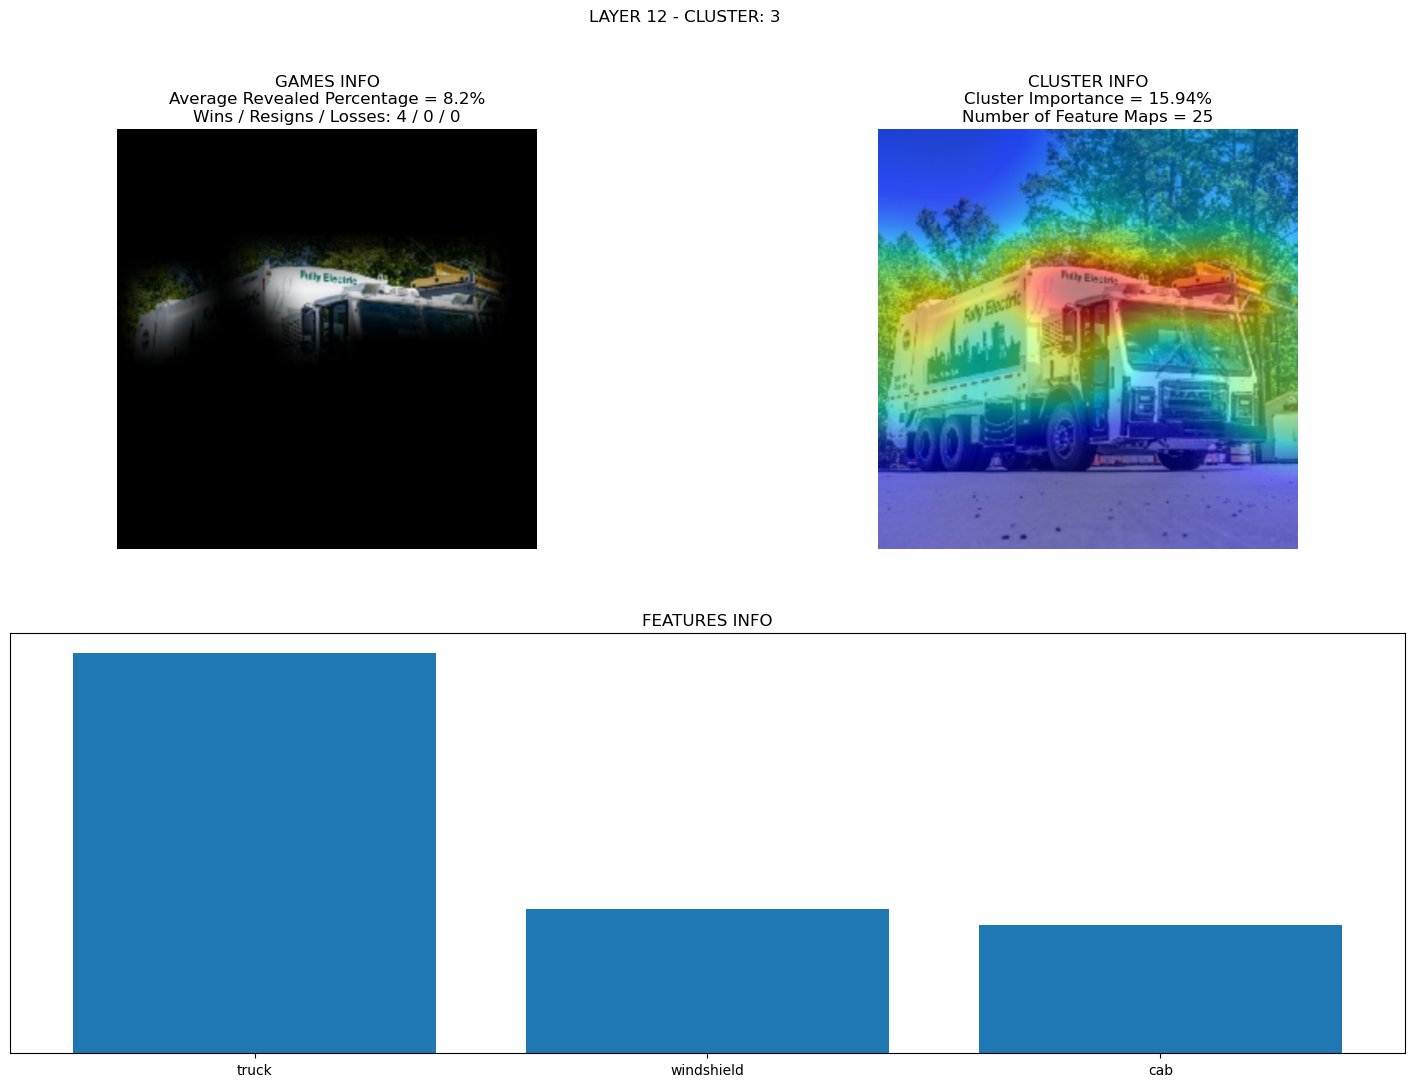 LAYER 12 - CLUSTER: 3
GAMES INFO
Average Revealed Percentage = 8.2%
Wins / Resigns / Losses: 4 / 0 / 0
CLUSTER INFO
Cluster Importance = 15.94%
Number of Feature Maps = 25
Fully Electric
Fully Electric
Fully Electric
FEATURES INFO
truck
windshield
cab